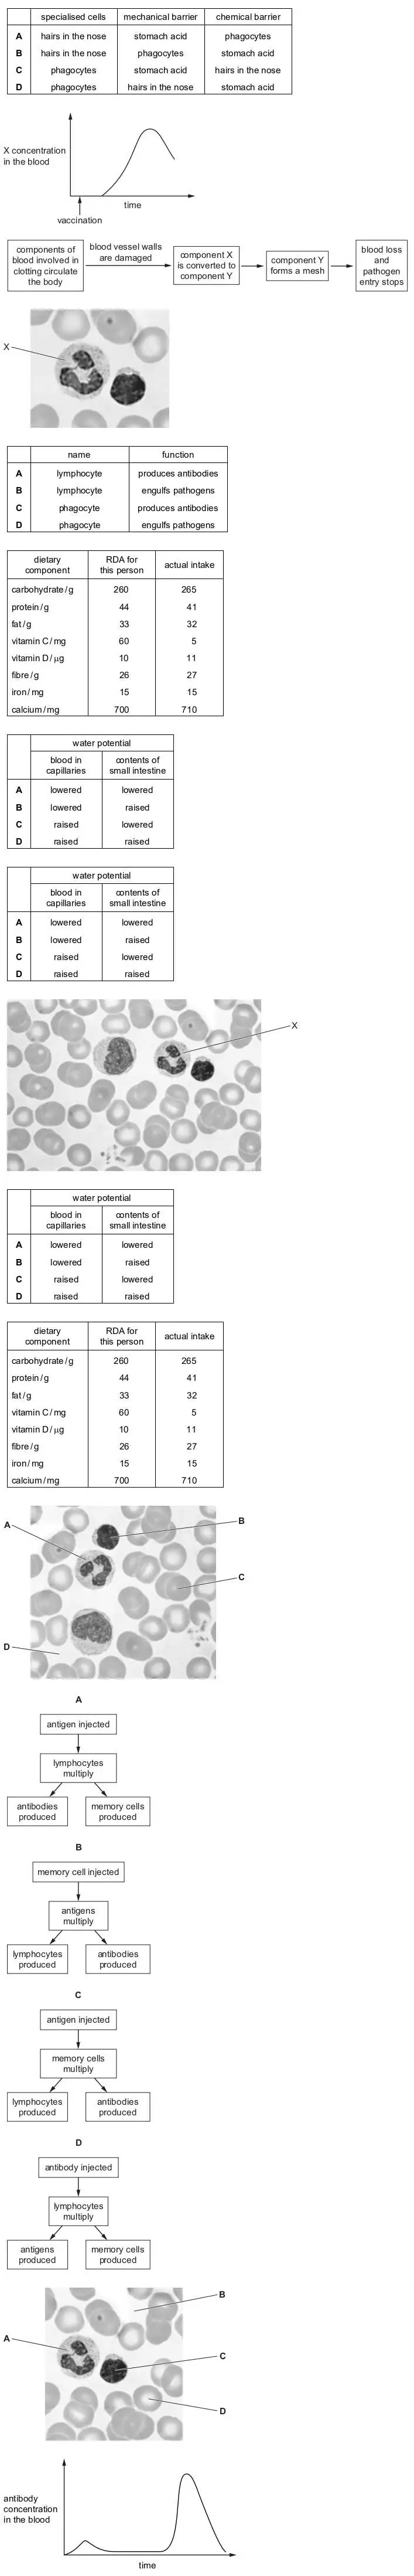 specialised cells mechanical barrier chemical barrier
A hairs in the nose stomach acid phagocytes
B hairs in the nose phagocytes stomach acid
C phagocytes stomach acid hairs in the nose
D phagocytes hairs in the nose stomach acid
X concentration
in the blood
time
vaccination
components of
blood involved in
clotting circulate
the body
blood vessel walls
are damaged
component X
is converted to
component Y
component Y
forms a mesh
blood loss
and
pathogen
entry stops
X
name function
A lymphocyte produces antibodies
B lymphocyte engulfs pathogens
C phagocyte produces antibodies
D phagocyte engulfs pathogens
dietary
component
RDA for
this person
actual intake
carbohydrate / g 260 265
protein / g 44 41
fat / g 33 32
vitamin C / mg 60 5
vitamin D / μg 10 11
fibre / g 26 27
iron / mg 15 15
calcium / mg 700 710
water potential
blood in
capillaries
contents of
small intestine
A lowered lowered
B lowered raised
C raised lowered
D raised raised
water potential
blood in
capillaries
contents of
small intestine
A lowered lowered
B lowered raised
C raised lowered
D raised raised
X
water potential
blood in
capillaries
contents of
small intestine
A lowered lowered
B lowered raised
C raised lowered
D raised raised
dietary
component
RDA for
this person
actual intake
carbohydrate / g 260 265
protein / g 44 41
fat / g 33 32
vitamin C / mg 60 5
vitamin D / μg 10 11
fibre / g 26 27
iron / mg 15 15
calcium / mg 700 710
A
B
C
D
A
antigen injected
lymphocytes
multiply
antibodies
produced
memory cells
produced
B
memory cell injected
antigens
multiply
lymphocytes
produced
antibodies
produced
C
antigen injected
memory cells
multiply
lymphocytes
produced
antibodies
produced
D
antibody injected
lymphocytes
multiply
antigens
produced
memory cells
produced
B
A
C
D
antibody
concentration
in the blood
time